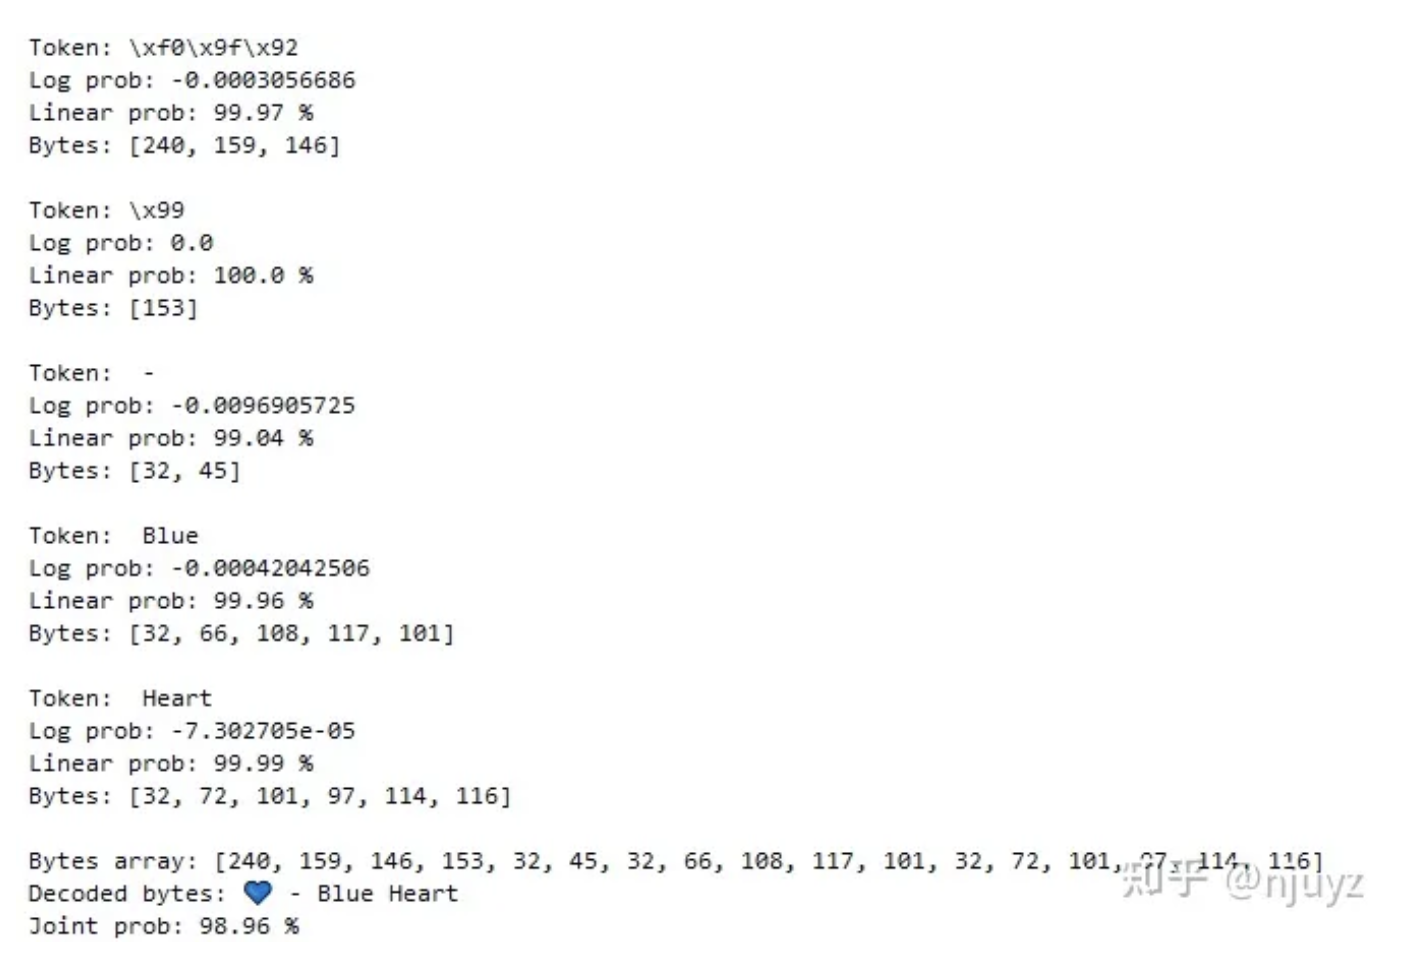 Token: \xf0\x9f\x92
Log prob: -0.0003056686
Linear prob: 99.97 %
Bytes: [240, 159, 146]
Token: \x99
Log prob: 0.0
Linear prob: 100.0 %
Bytes: [153]
Token:  -
Log prob: -0.0096905725
Linear prob: 99.04 %
Bytes: [32, 45]
Token:  Blue
Log prob: -0.00042042506
Linear prob: 99.96 %
Bytes: [32, 66, 108, 117, 101]
Token:  Heart
Log prob: -7.302705e-05
Linear prob: 99.99 %
Bytes: [32, 72, 101, 97, 114, 116]
Bytes array: [240, 159, 146, 153, 32, 45, 32, 66, 108, 117, 101, 32, 72, 101, 97, 114, 116]
Decoded bytes: 💙 - Blue Heart
Joint prob: 98.96 %
知乎 @njuyz